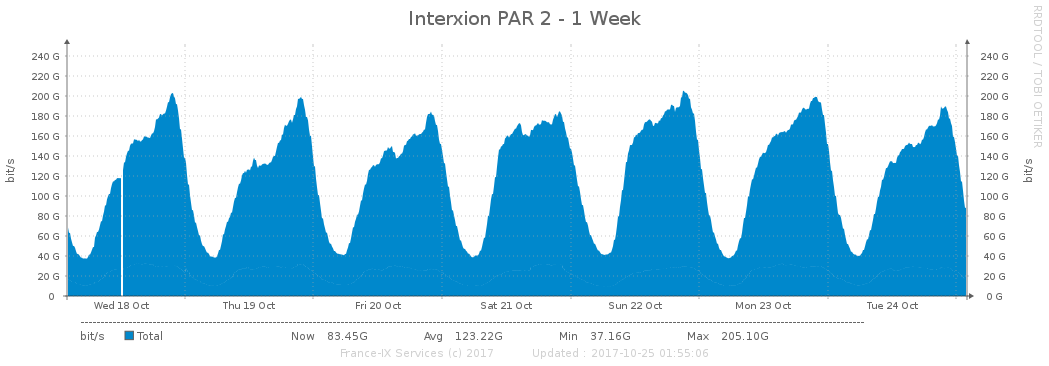 Interxion PAR 2 - 1 Week
RRDTOOL / TOBI OETIKER
240 G 240 G
220 G 220 G
200 G 200 G
180 G 180 G
160 G 160 G
140 G 140 G
120 G 120 G
100 G 100 G
80 G 80 G
60 G 60 G
40 G 40 G
20 G 20 G
0 0 G
bit/s bit/s
Wed 18 Oct Thu 19 Oct Fri 20 Oct Sat 21 Oct Sun 22 Oct Mon 23 Oct Tue 24 Oct
bit/s Total Now 83.45G Avg 123.22G Min 37.16G Max 205.10G
France-IX Services (c) 2017 Updated : 2017-10-25 01:55:06